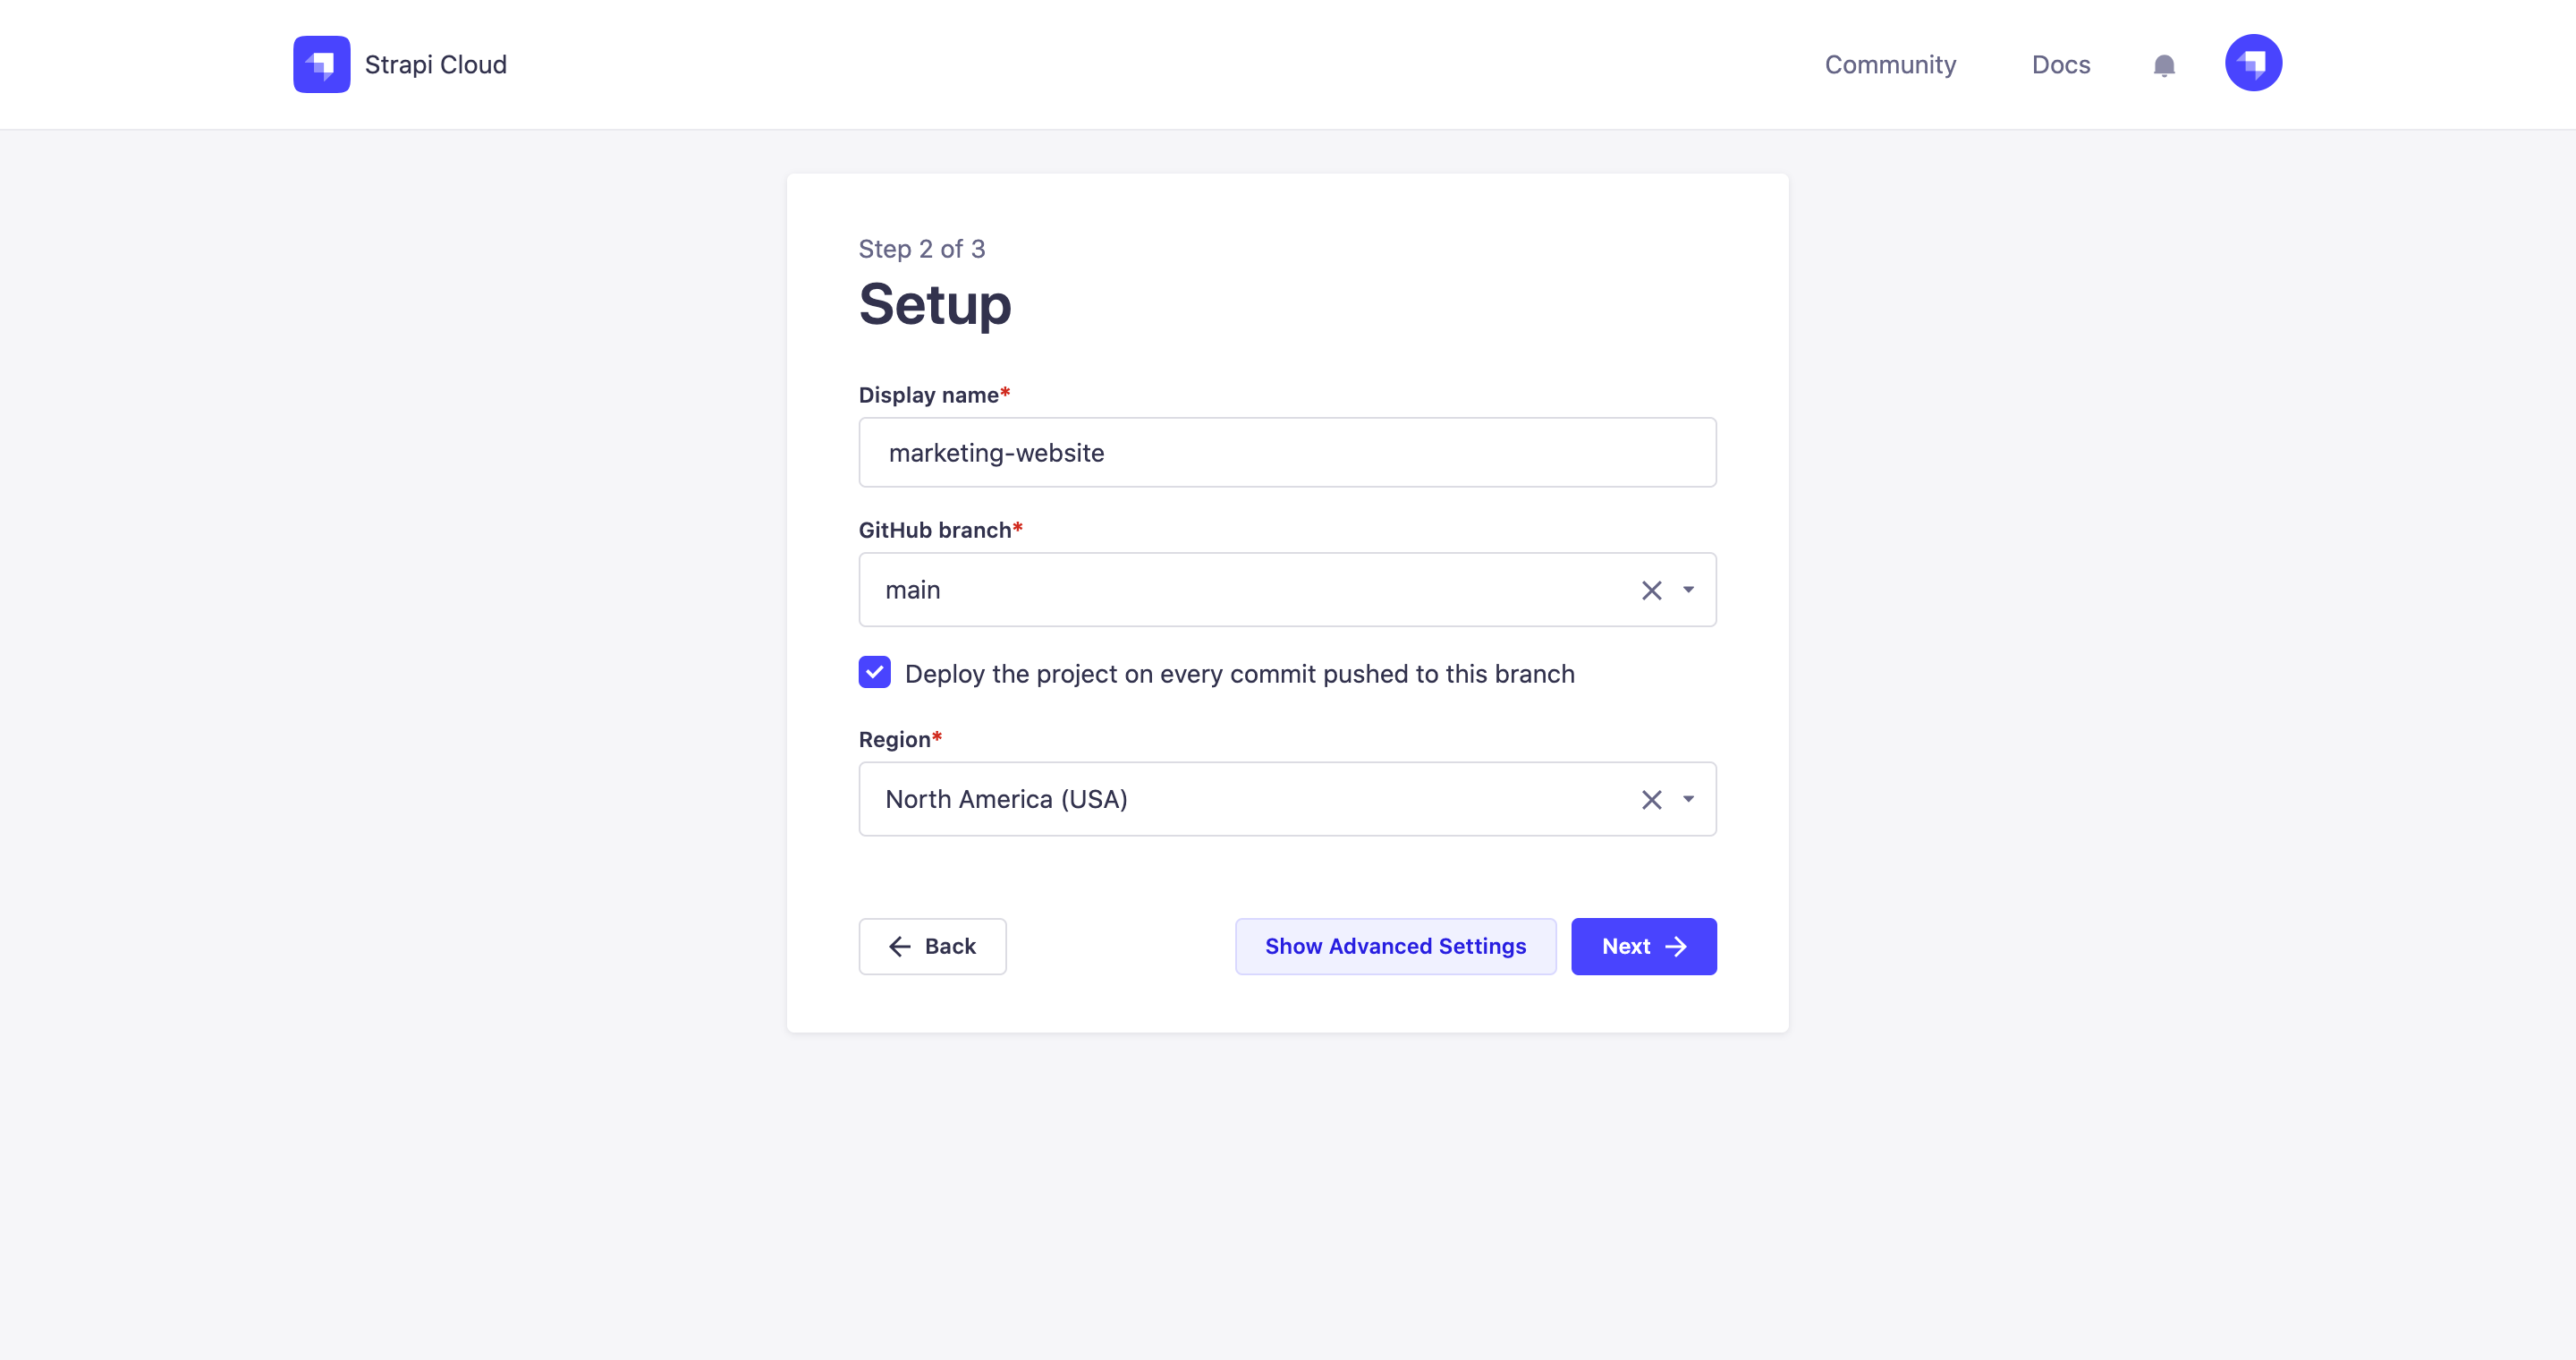 Strapi Cloud
Community
Docs
Step 2 of 3
Setup
Display name*
marketing-website
GitHub branch*
main
Deploy the project on every commit pushed to this branch
Region*
North America (USA)
Back
Show Advanced Settings
Next